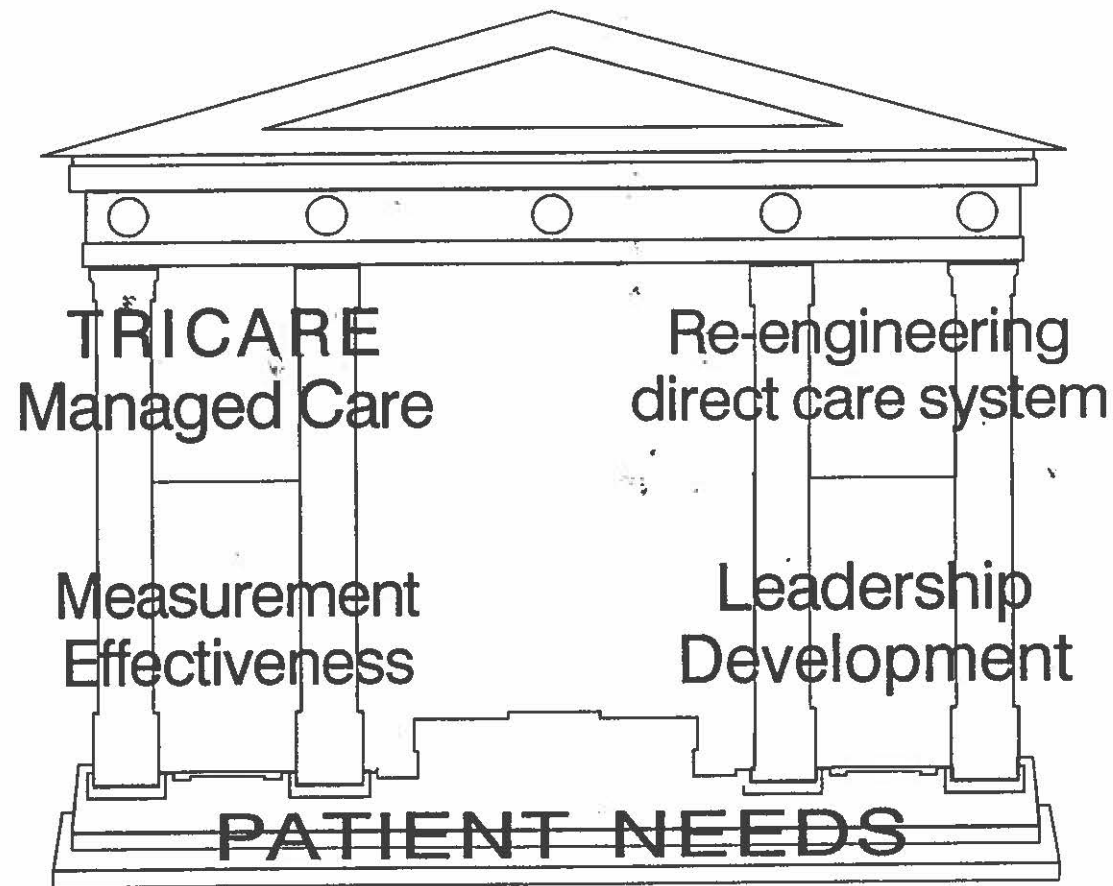 TRICARE
Managed Care
Re-engineering
direct care system
Measurement
Effectiveness
Leadership
Development
PATIENT NEEDS